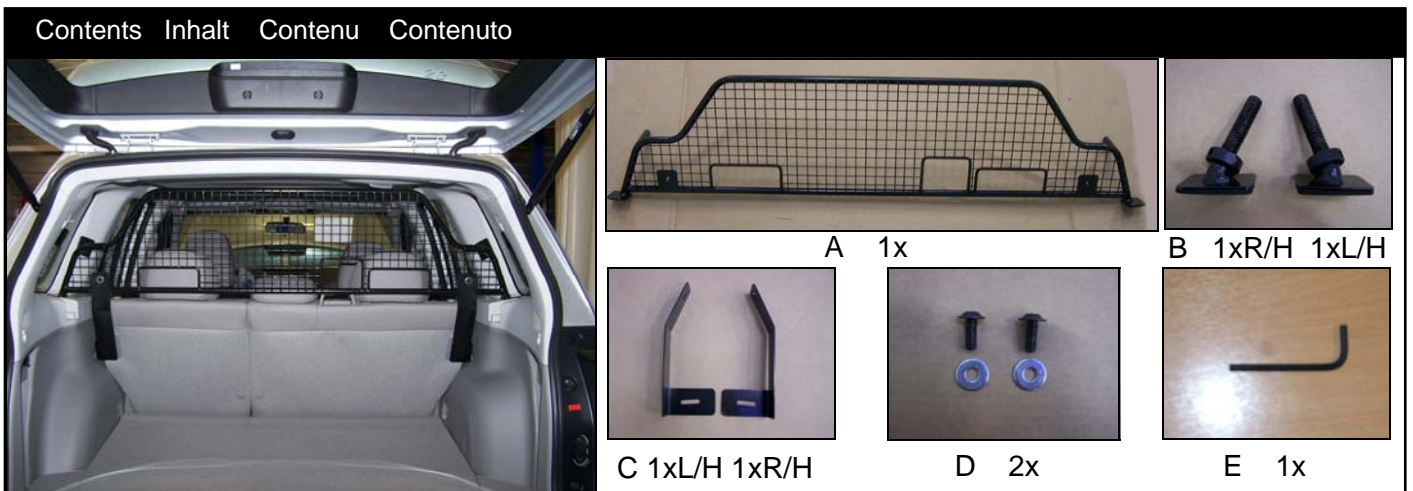 Contents Inhalt Contenu Contenuto
A 1x
B 1xR/H 1xL/H
C 1xL/H 1xR/H
D 2x
E 1x